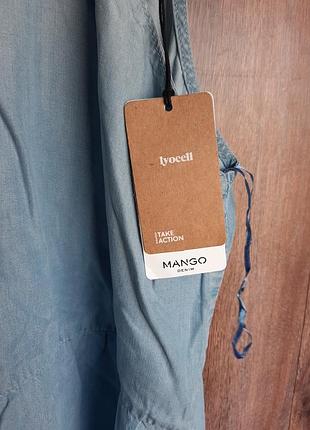 lyocell
TAKE
ACTION
MANGO
DENIM